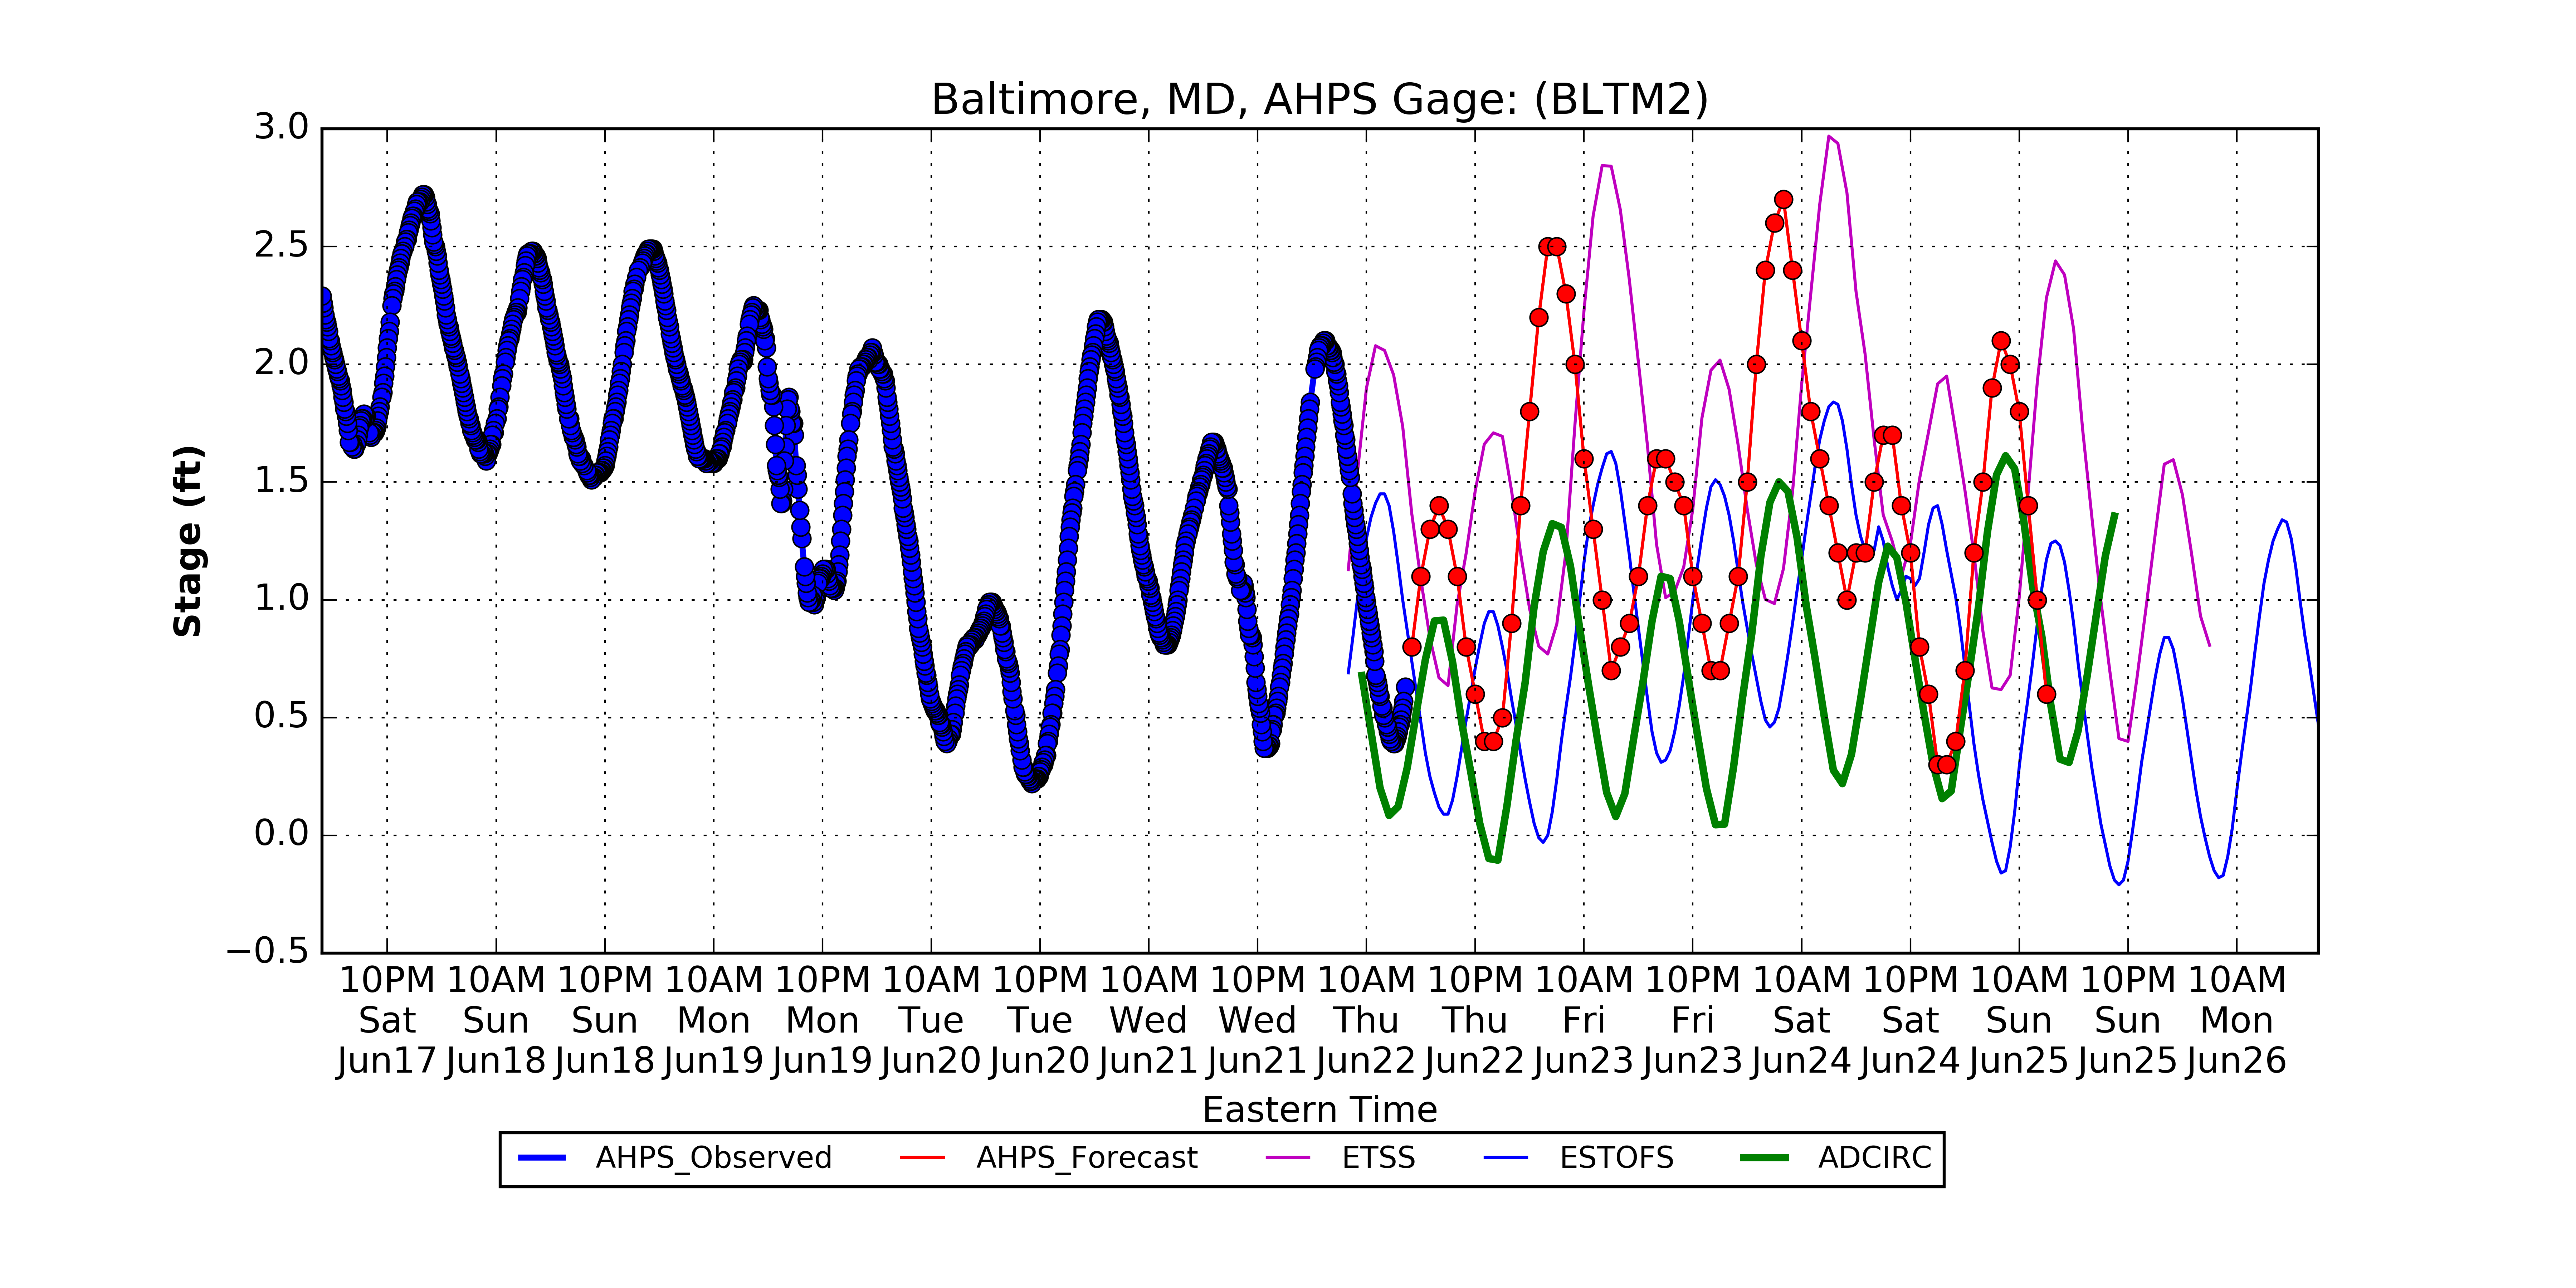 Baltimore, MD, AHPS Gage: (BLTM2)
3.0
2.5
2.0
1.5
1.0
0.5
0.0
−0.5
Stage (ft)
10PM 10AM 10PM 10AM 10PM 10AM 10PM 10AM 10PM 10AM 10PM 10AM 10PM 10AM 10PM 10AM 10PM 10AM
Sat Sun Sun Mon Mon Tue Tue Wed Wed Thu Thu Fri Fri Sat Sat Sun Sun Mon
Jun17 Jun18 Jun18 Jun19 Jun19 Jun20 Jun20 Jun21 Jun21 Jun22 Jun22 Jun23 Jun23 Jun24 Jun24 Jun25 Jun25 Jun26
Eastern Time
AHPS_Observed AHPS_Forecast ETSS ESTOFS ADCIRC